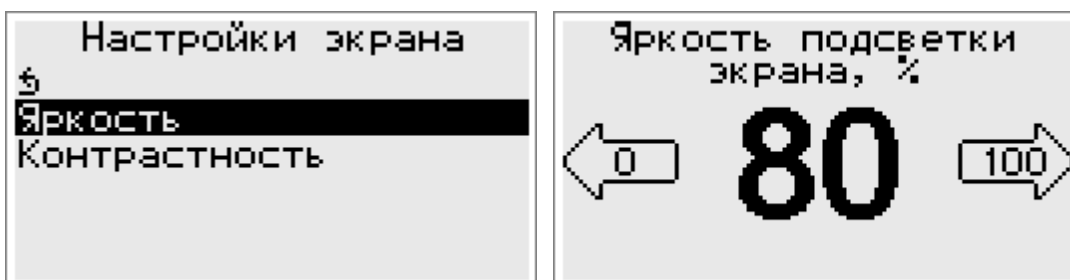 Настройки экрана
Яркость
Контрастность
Яркость подсветки
экрана, %
0 80 100